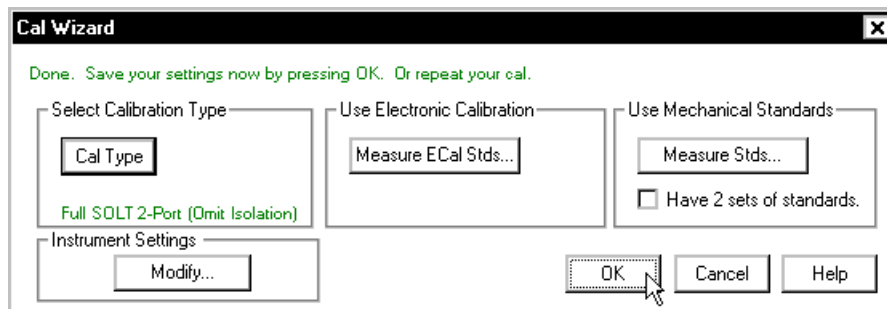 Cal Wizard
Done. Save your settings now by pressing OK. Or repeat your cal.
Select Calibration Type
Cal Type
Full SOLT 2-Port (Omit Isolation)
Use Electronic Calibration
Measure ECal Stds...
Use Mechanical Standards
Measure Stds...
Have 2 sets of standards.
Instrument Settings
Modify...
OK
Cancel
Help